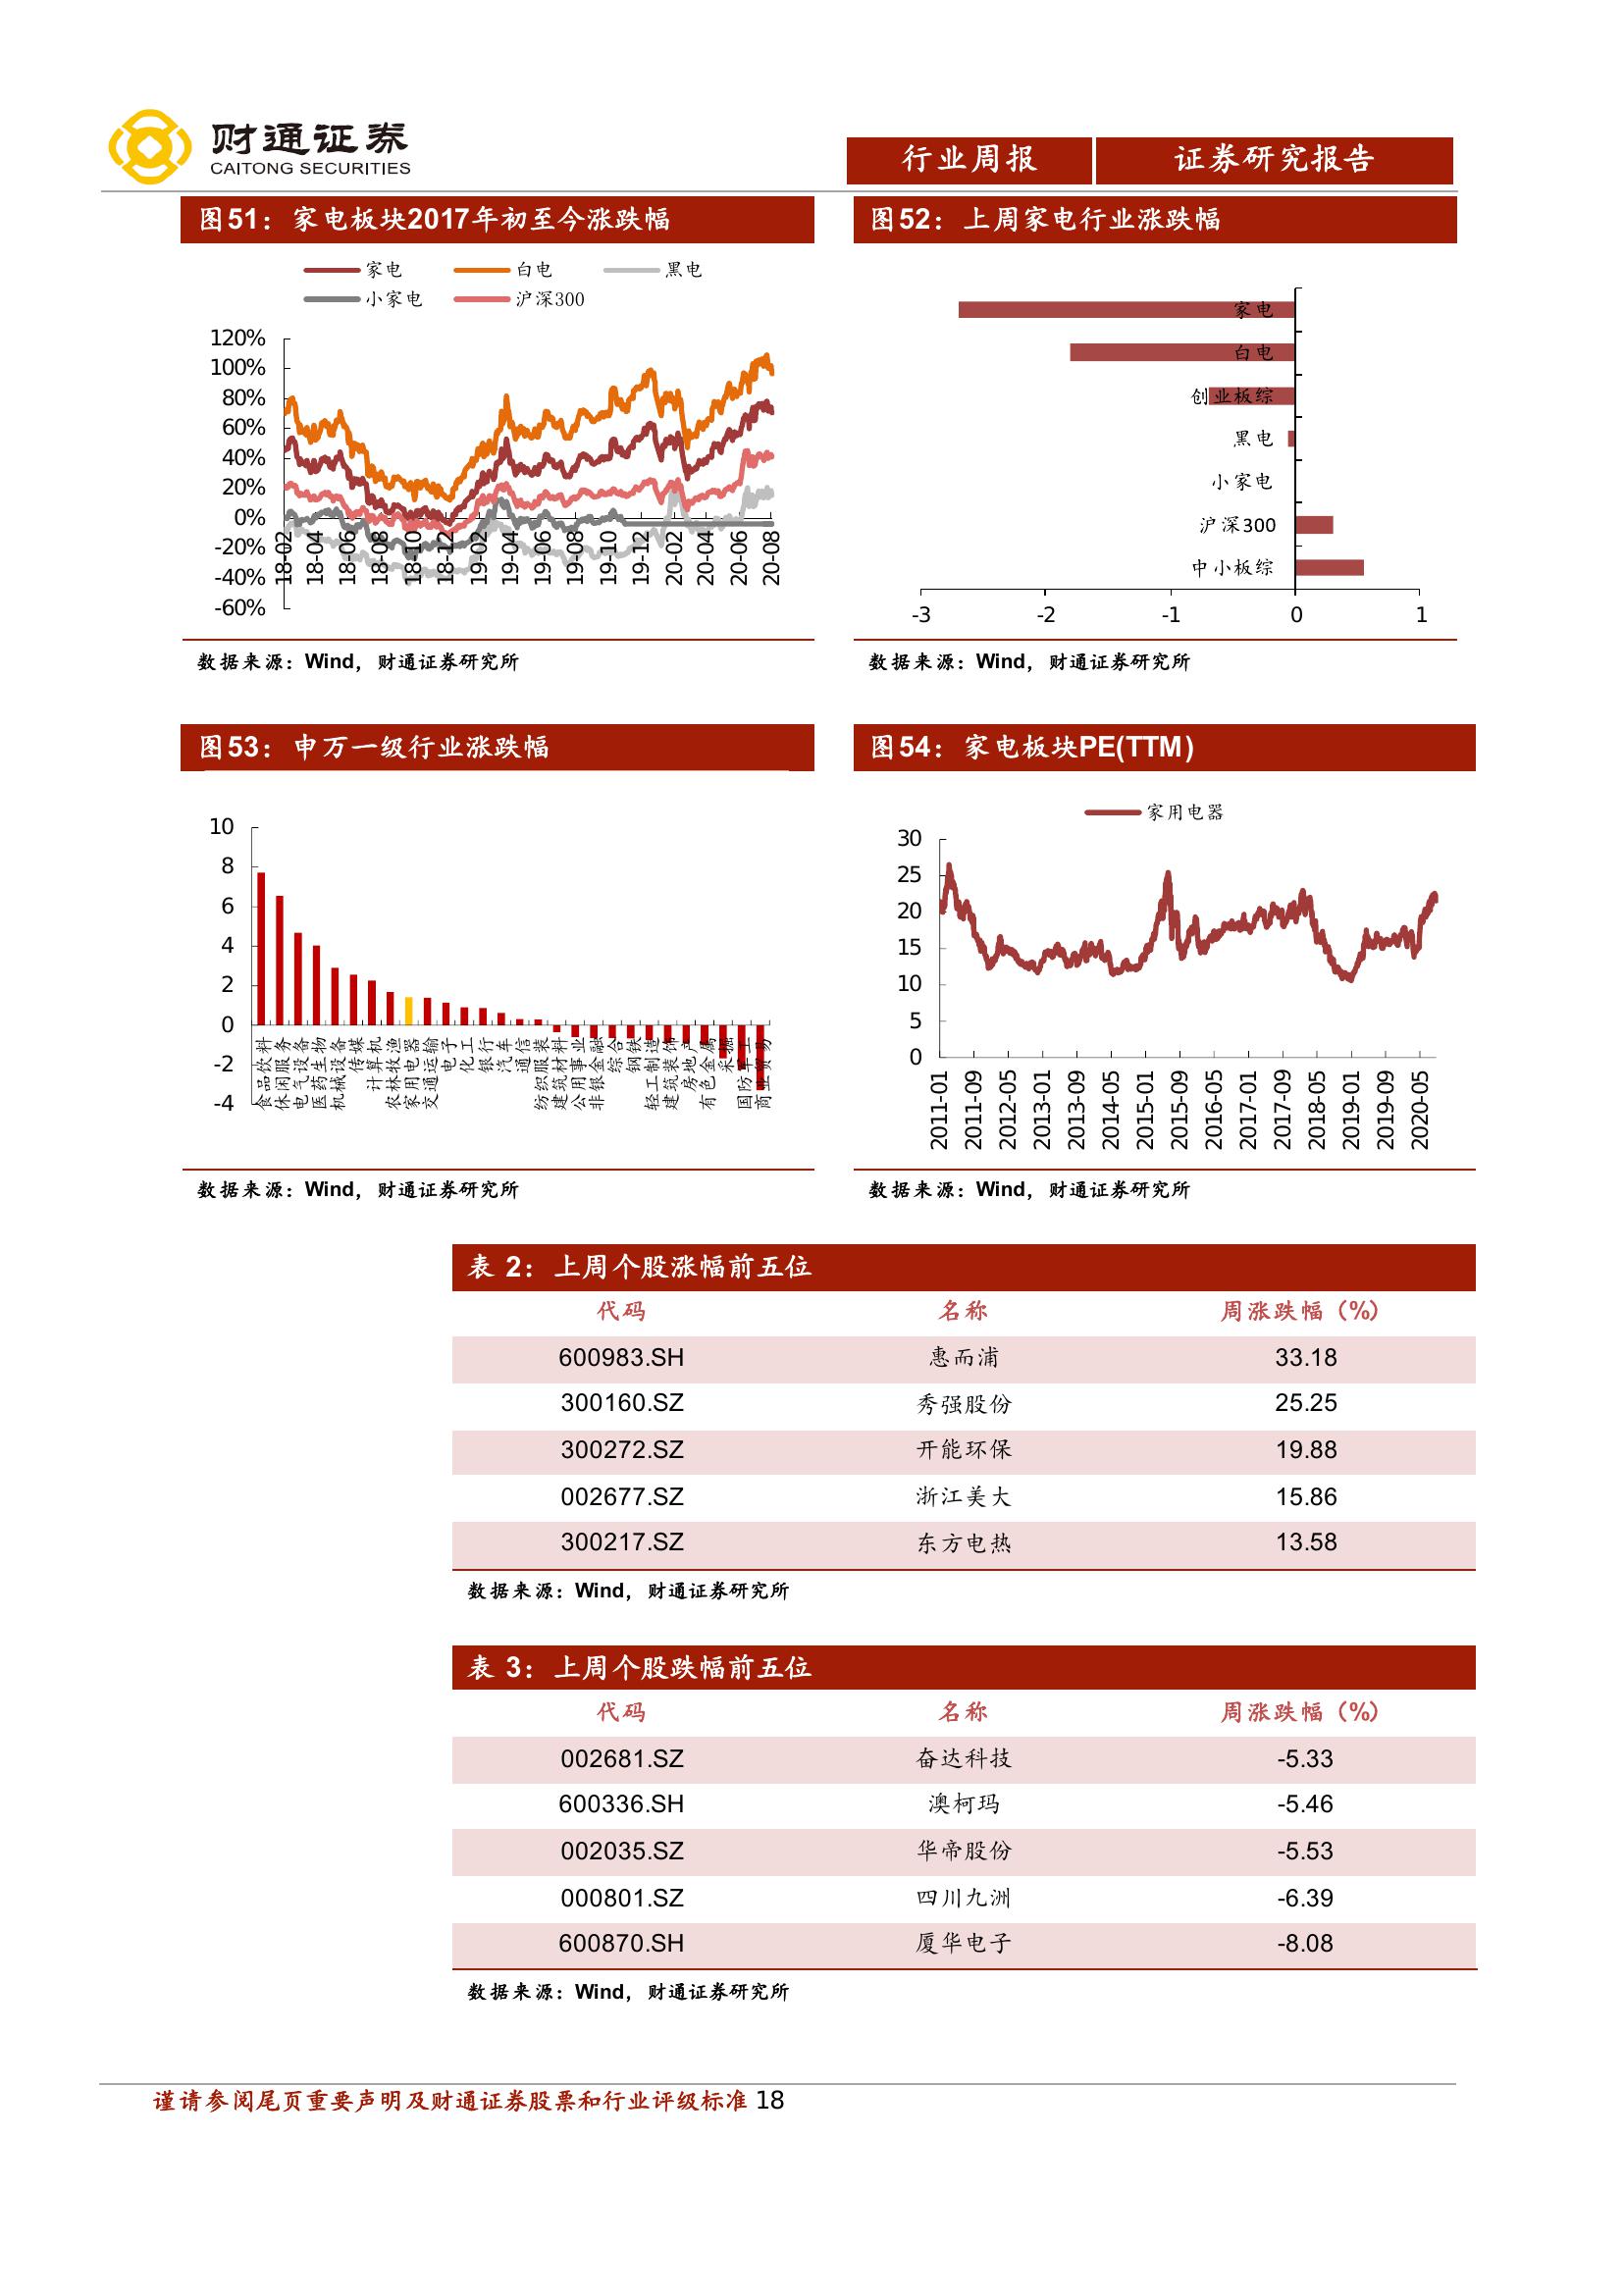 财通证券
CAITONG SECURITIES
行业周报
证券研究报告
图51：家电板块2017年初至今涨跌幅
家电
白电
黑电
小家电
沪深300
120%
100%
80%
60%
40%
20%
0%
-20%
-40%
-60%
18-02
18-04
18-06
18-08
18-10
18-12
19-02
19-04
19-06
19-08
19-10
19-12
20-02
20-04
20-06
20-08
数据来源：Wind，财通证券研究所
图52：上周家电行业涨跌幅
家电
白电
创业板综
黑电
小家电
沪深300
中小板综
-3
-2
-1
0
1
数据来源：Wind，财通证券研究所
图53：申万一级行业涨跌幅
10
8
6
4
2
0
-2
-4
食品饮料
休闲服务
电气设备
医药生物
机械设备
传媒
计算机
农林牧渔
家用电器
交通运输
电子
化工
银行
汽车
通信
纺织服装
建筑材料
公用事业
非银金融
综合
钢铁
轻工制造
建筑装饰
房地产
有色金属
采掘
国防军工
商业贸易
数据来源：Wind，财通证券研究所
图54：家电板块PE(TTM)
家用电器
30
25
20
15
10
5
0
2011-01
2011-09
2012-05
2013-01
2013-09
2014-05
2015-01
2015-09
2016-05
2017-01
2017-09
2018-05
2019-01
2019-09
2020-05
数据来源：Wind，财通证券研究所
表 2：上周个股涨幅前五位
代码 名称 周涨跌幅（%）
600983.SH 惠而浦 33.18
300160.SZ 秀强股份 25.25
300272.SZ 开能环保 19.88
002677.SZ 浙江美大 15.86
300217.SZ 东方电热 13.58
数据来源：Wind，财通证券研究所
表 3：上周个股跌幅前五位
代码 名称 周涨跌幅（%）
002681.SZ 奋达科技 -5.33
600336.SH 澳柯玛 -5.46
002035.SZ 华帝股份 -5.53
000801.SZ 四川九洲 -6.39
600870.SH 厦华电子 -8.08
数据来源：Wind，财通证券研究所
谨请参阅尾页重要声明及财通证券股票和行业评级标准 18